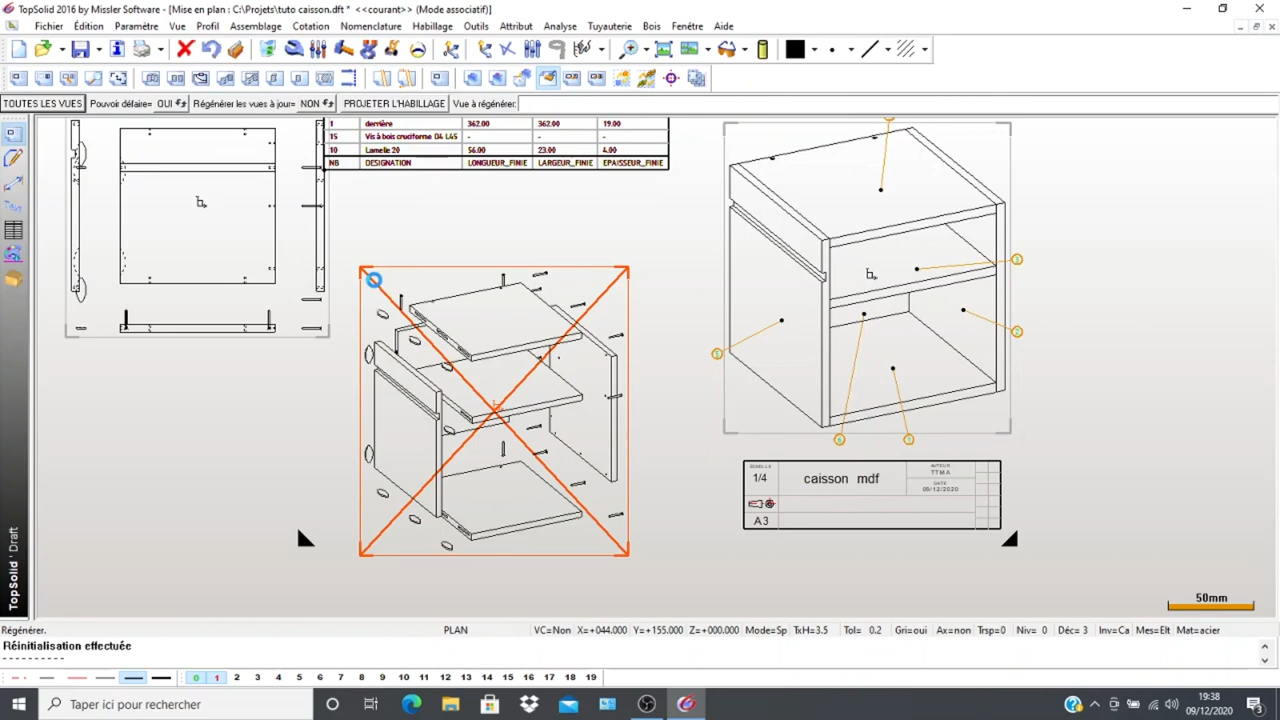 TopSolid 2016 by Missler Software - [Mise en plan : C:\Projets\tuto caisson.dft * <<courant>> (Mode associatif)]
Fichier Édition Paramètre Vue Profil Assemblage Cotation Nomenclature Habillage Outils Attribut Analyse Tuyauterie Bois Fenêtre Aide
TOUTES LES VUES Pouvoir défaire= OUI Régénérer les vues à jour= NON PROJETER L'HABILLAGE Vue à régénérer:
1 derrière 362.00 362.00 19.00
15 Vis à bois cruciforme D4 L45 - - -
10 Lamelle 20 56.00 23.00 4.00
NB DESIGNATION LONGUEUR_FINIE LARGEUR_FINIE EPAISSEUR_FINIE
1/4 caisson mdf
AUTEUR
TTMA
DATE
09/12/2020
A3
TopSolid ' Draft
50mm
Régénérer. PLAN VC=Non X=+044.000 Y=+155.000 Z=+000.000 Mode=Sp TxH=3.5 Tol= 0.2 Gri=oui Ax=non Trsp=0 Niv= 0 Déc= 3 Inv=Ca Mes=Elt Mat=acier
Réinitialisation effectuée
----------
0 1 2 3 4 5 6 7 8 9 10 11 12 13 14 15 16 17 18 19
Taper ici pour rechercher
19:38
09/12/2020
3